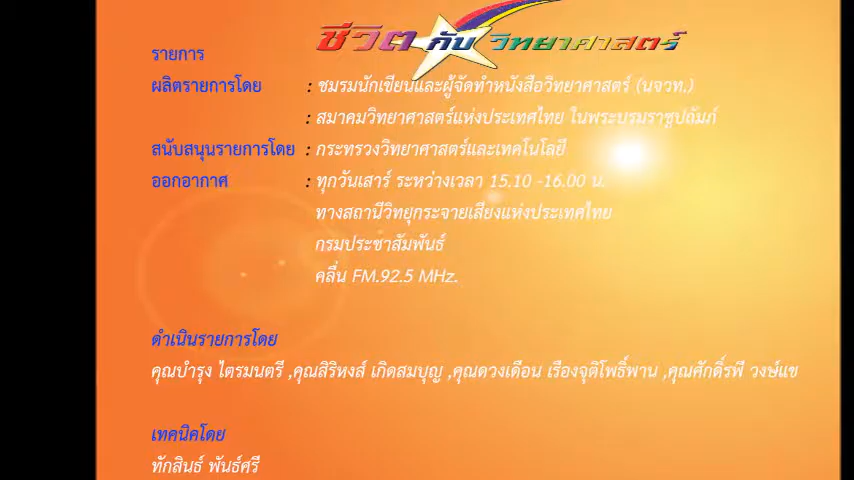 ชีวิต กับ วิทยาศาสตร์
รายการ
ผลิตรายการโดย : ชมรมนักเขียนและผู้จัดทำหนังสือวิทยาศาสตร์ (นจวท.)
: สมาคมวิทยาศาสตร์แห่งประเทศไทย ในพระบรมราชูปถัมภ์
สนับสนุนรายการโดย : กระทรวงวิทยาศาสตร์และเทคโนโลยี
ออกอากาศ : ทุกวันเสาร์ ระหว่างเวลา 15.10 -16.00 น.
ทางสถานีวิทยุกระจายเสียงแห่งประเทศไทย
กรมประชาสัมพันธ์
คลื่น FM.92.5 MHz.
ดำเนินรายการโดย
คุณบำรุง ไตรมนตรี ,คุณสิริหงส์ เกิดสมบุญ ,คุณดวงเดือน เรืองจุติโพธิ์พาน ,คุณศักดิ์รพี วงษ์แข
เทคนิคโดย
ทักสินธ์ พันธ์ศรี